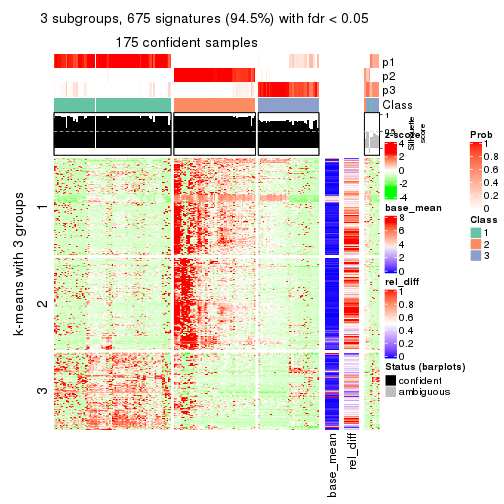 3 subgroups, 675 signatures (94.5%) with fdr < 0.05
175 confident samples
p1
p2
p3
Class
1
0.5
Silhouette
score
z-score
4
2
0
-2
-4
base_mean
8
6
4
2
0
rel_diff
1
0.8
0.6
0.4
0.2
0
Status (barplots)
confident
ambiguous
Prob
1
0.8
0.6
0.4
0.2
0
Class
1
2
3
k-means with 3 groups
1
2
3
base_mean
rel_diff